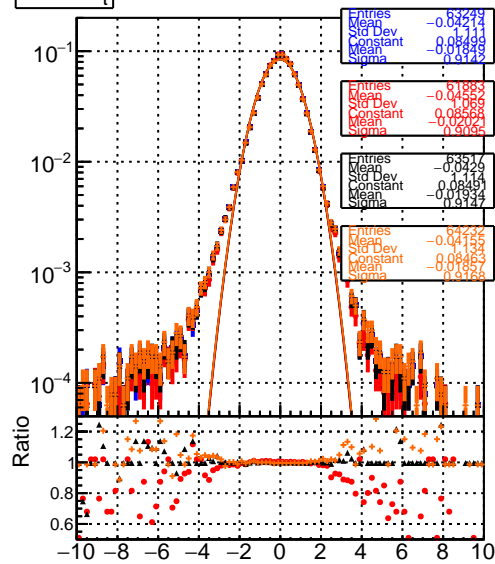 t
Entries 63249
Mean −0.04214
Std Dev 1.111
Constant 0.08499
Mean −0.01849
Sigma 0.9142
Entries 61883
Mean −0.04552
Std Dev 1.069
Constant 0.08568
Mean −0.02021
Sigma 0.9095
Entries 63517
Mean −0.0429
Std Dev 1.114
Constant 0.08491
Mean −0.01934
Sigma 0.9147
Entries 64232
Mean −0.04155
Std Dev 1.134
Constant 0.08463
Mean −0.01857
Sigma 0.9168
10−1
10−2
10−3
10−4
Ratio
1.2
1
0.8
0.6
−10 −8 −6 −4 −2 0 2 4 6 8 10